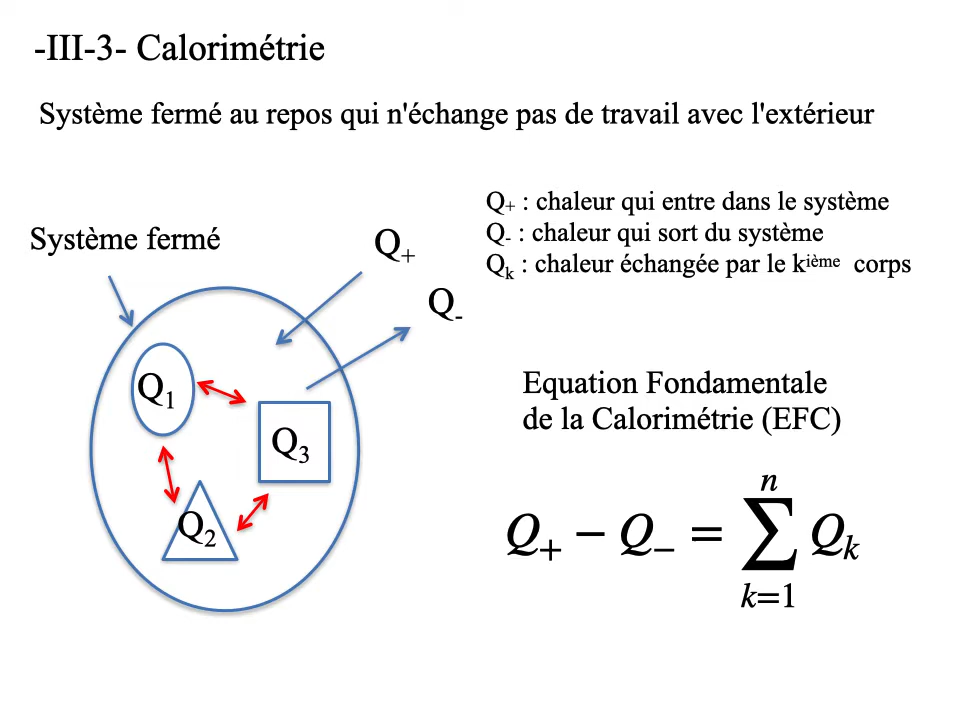 -III-3- Calorimétrie
Système fermé au repos qui n'échange pas de travail avec l'extérieur
Q₊ : chaleur qui entre dans le système
Q₋ : chaleur qui sort du système
Qₖ : chaleur échangée par le kⁱᵉᵐᵉ corps
Système fermé
Q₊
Q₋
Q₁
Q₃
Q₂
Equation Fondamentale
de la Calorimétrie (EFC)
Q₊ − Q₋ = ∑ₖ₌₁ⁿ Qₖ